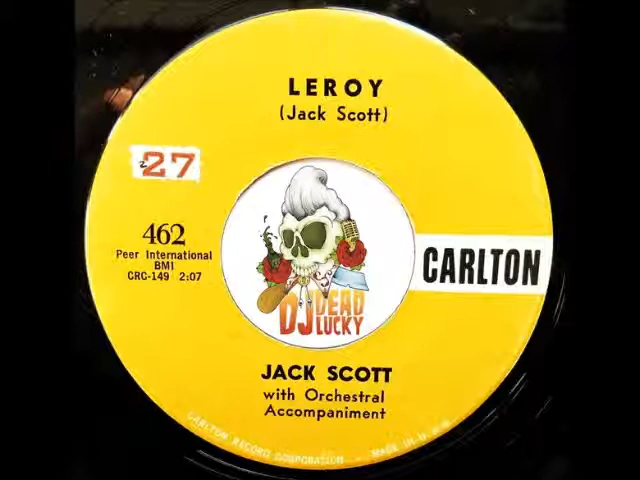 LEROY
(Jack Scott)
27
462
Peer International
BMI
CRC-149 2:07
CARLTON
DJ DEAD
LUCKY
JACK SCOTT
with Orchestral
Accompaniment
CARLTON RECORD CORPORATION • MADE IN U.S.A.